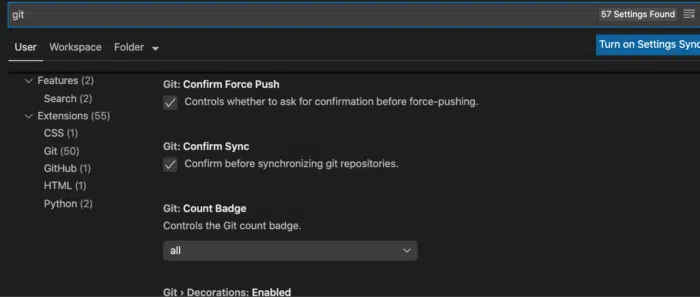 git
57 Settings Found
User Workspace Folder
Turn on Settings Sync
Features (2)
Search (2)
Extensions (55)
CSS (1)
Git (50)
GitHub (1)
HTML (1)
Python (2)
Git: Confirm Force Push
Controls whether to ask for confirmation before force-pushing.
Git: Confirm Sync
Confirm before synchronizing git repositories.
Git: Count Badge
Controls the Git count badge.
all
Git › Decorations: Enabled